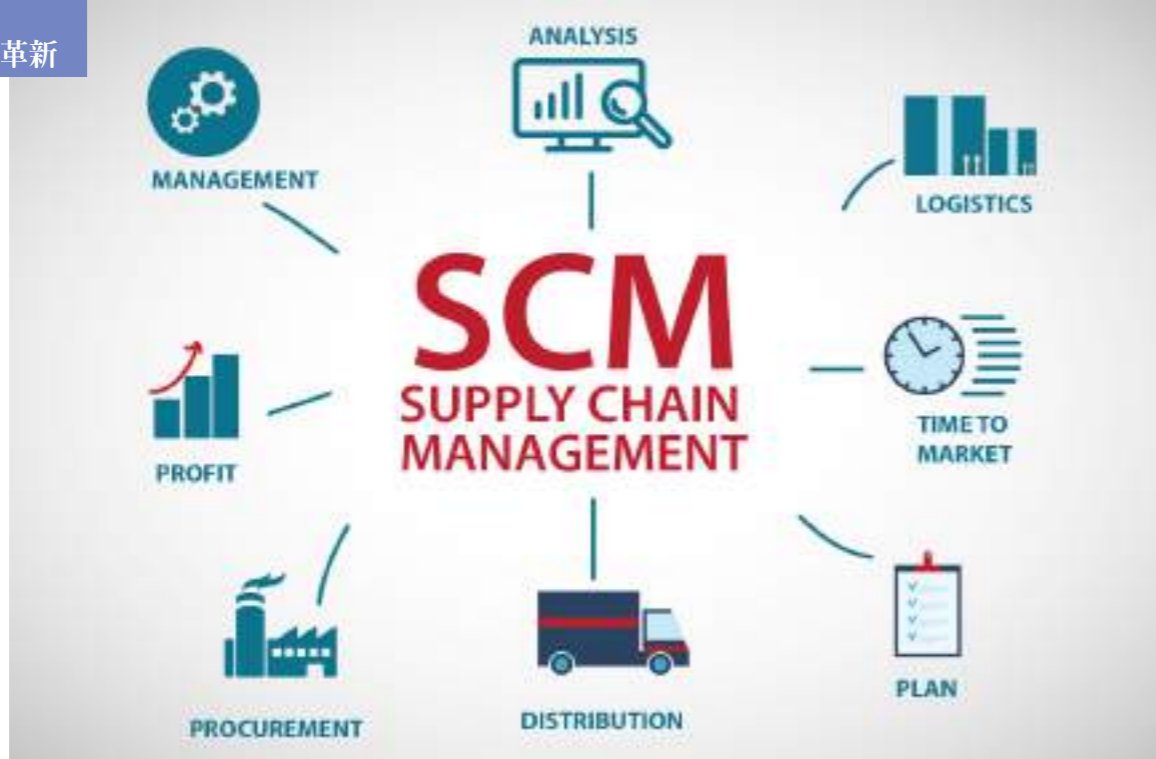 革新
ANALYSIS
MANAGEMENT
LOGISTICS
SCM
SUPPLY CHAIN
MANAGEMENT
TIME TO
MARKET
PROFIT
PLAN
PROCUREMENT
DISTRIBUTION